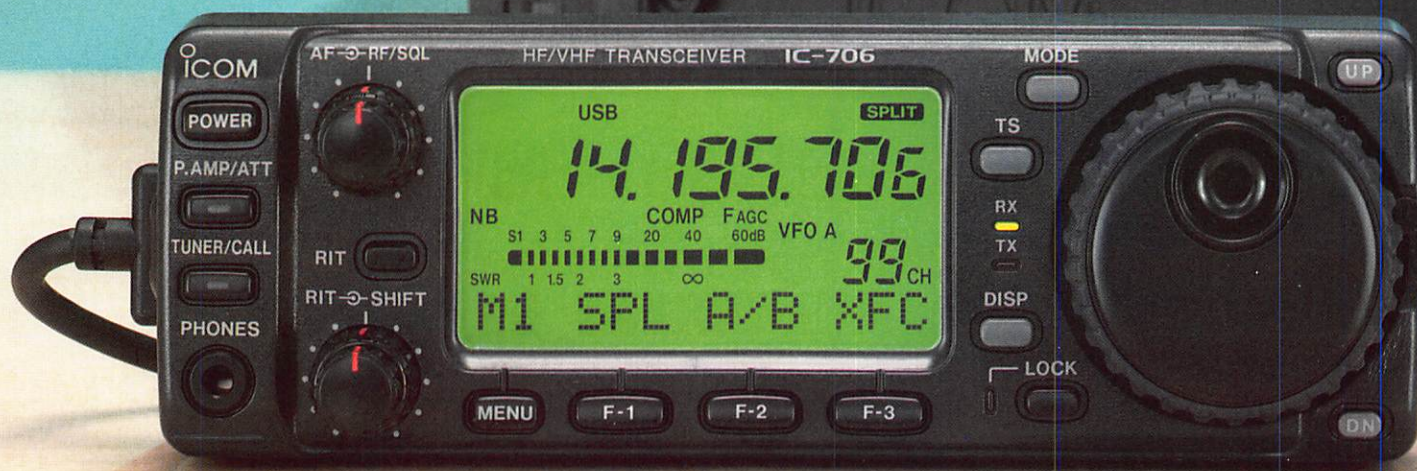 ICOM
AF RF/SQL
HF/VHF TRANSCEIVER IC-706
MODE
UP
POWER
USB
SPLIT
14.195.706
TS
P.AMP/ATT
NB
COMP FAGC
VFO A
RX
S1 3 5 7 9 20 40 60dB
TUNER/CALL
RIT
99 CH
TX
SWR 1 1.5 2 3 ∞
RIT SHIFT
M1 SPL A/B XFC
DISP
PHONES
LOCK
MENU F-1 F-2 F-3
DN